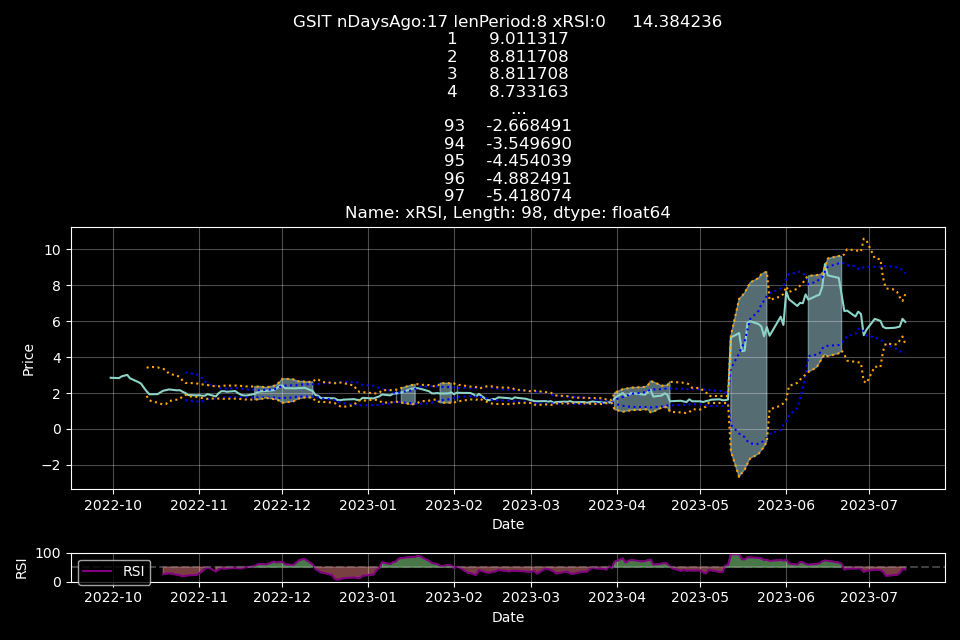 GSIT nDaysAgo:17 lenPeriod:8 xRSI:0 14.384236
1 9.011317
2 8.811708
3 8.811708
4 8.733163
...
93 -2.668491
94 -3.549690
95 -4.454039
96 -4.882491
97 -5.418074
Name: xRSI, Length: 98, dtype: float64
Price
10
8
6
4
2
0
−2
2022-10 2022-11 2022-12 2023-01 2023-02 2023-03 2023-04 2023-05 2023-06 2023-07
Date
RSI
100
0
RSI
2022-10 2022-11 2022-12 2023-01 2023-02 2023-03 2023-04 2023-05 2023-06 2023-07
Date